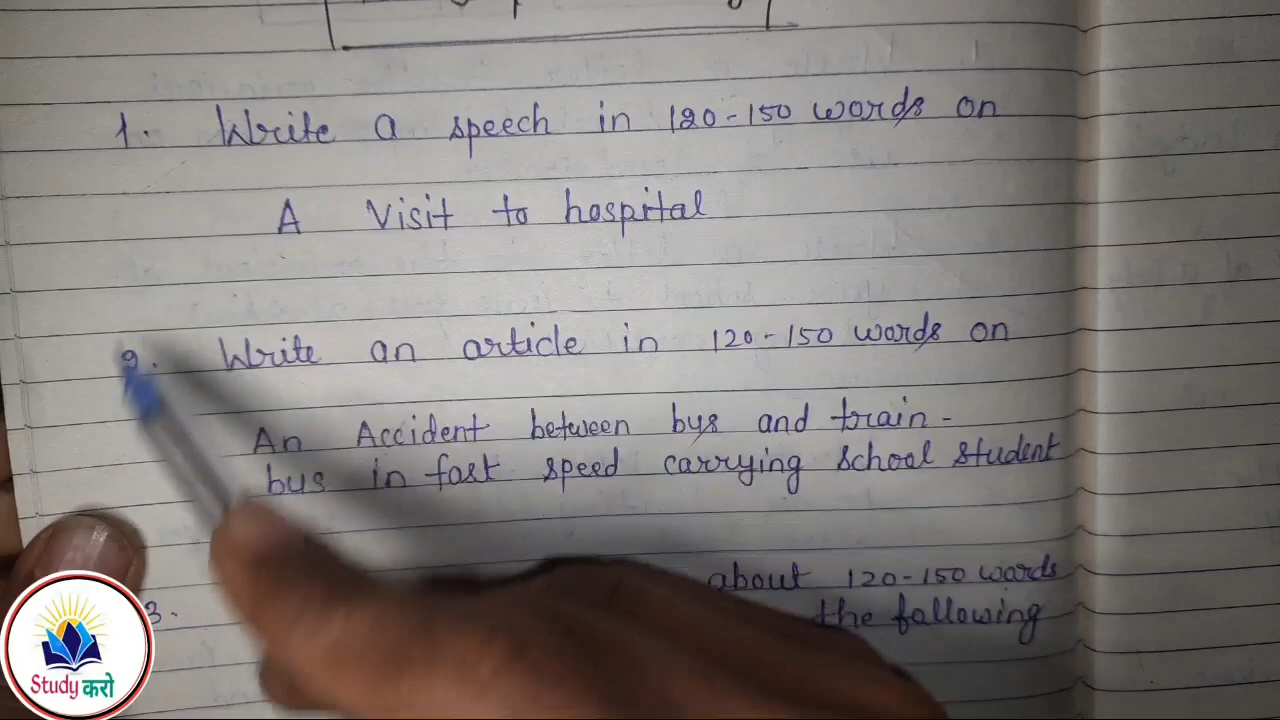 1. Write a speech in 120-150 words on
A Visit to hospital
2. Write an article in 120-150 words on
An Accident between bus and train-
bus in fast speed carrying school student
3. about 120-150 words
the following
Study करो